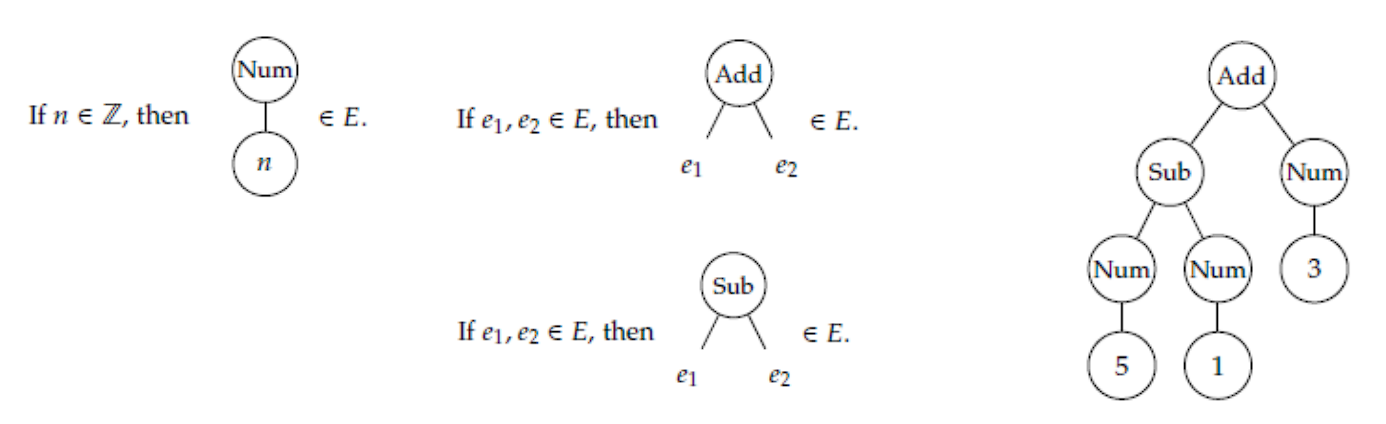 If n ∈ ℤ, then
Num
n
∈ E.
If e₁, e₂ ∈ E, then
Add
e₁ e₂
∈ E.
If e₁, e₂ ∈ E, then
Sub
e₁ e₂
∈ E.
Add
Sub Num
Num Num 3
5 1